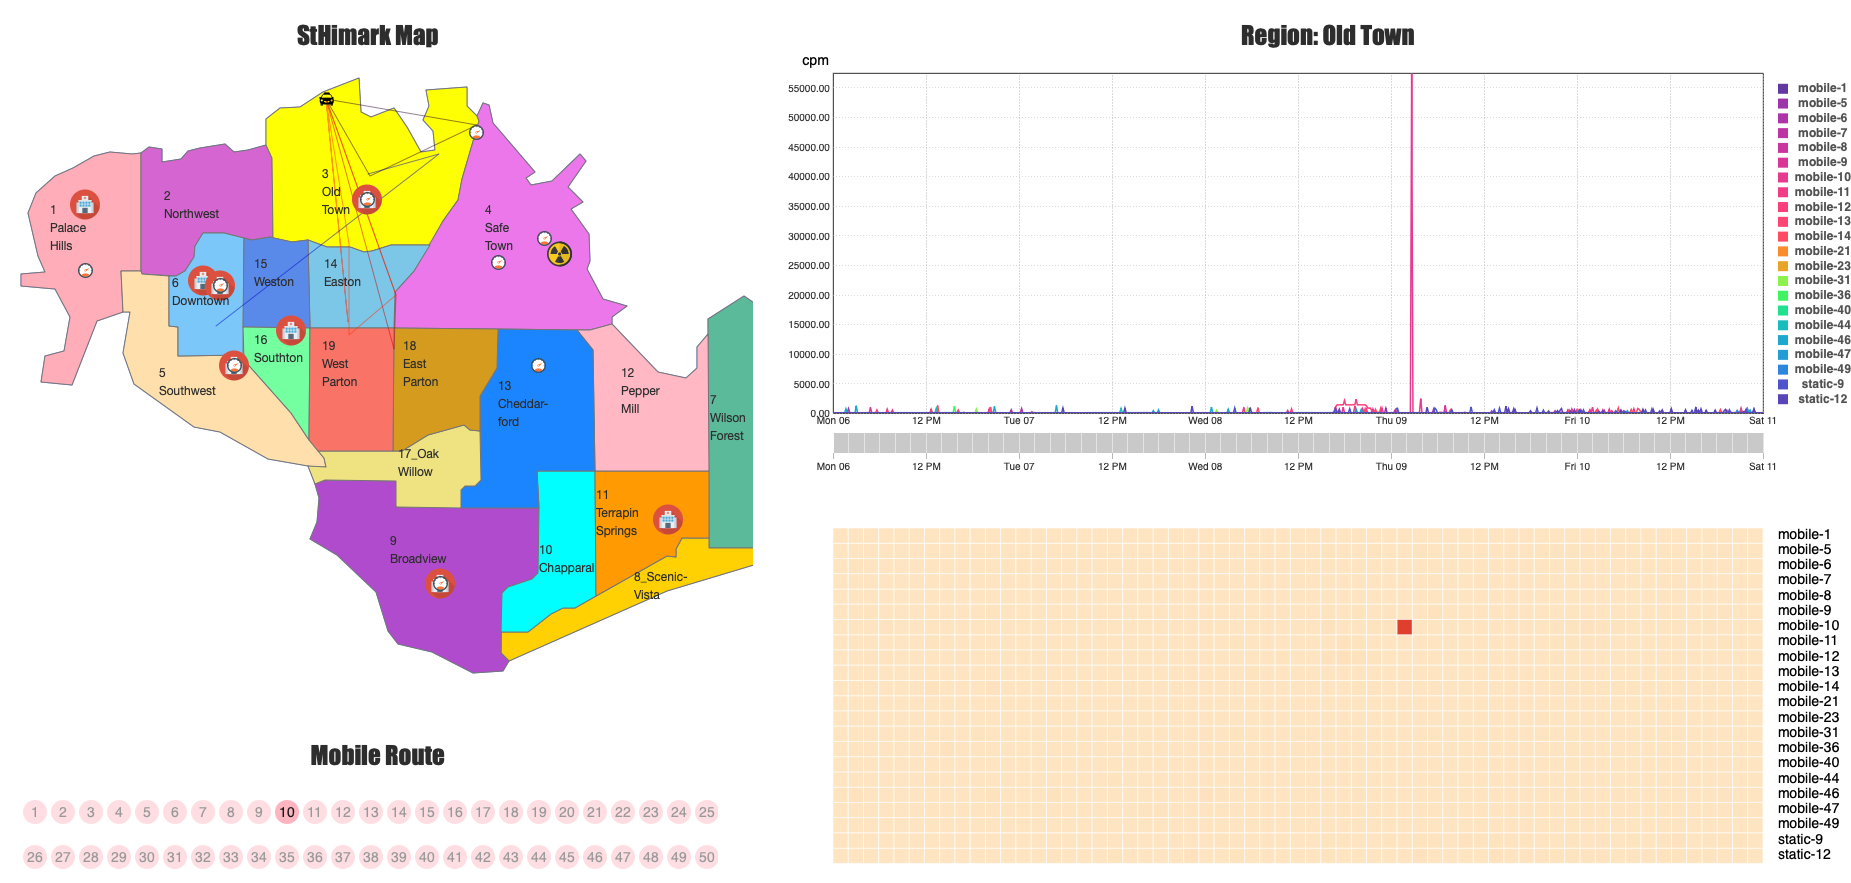 StHimark Map
1
Palace
Hills
2
Northwest
3
Old
Town
4
Safe
Town
6
Downtown
15
Weston
14
Easton
16
Southton
5
Southwest
19
West
Parton
18
East
Parton
13
Cheddar-
ford
12
Pepper
Mill
7
Wilson
Forest
17_Oak
Willow
11
Terrapin
Springs
9
Broadview
10
Chapparal
8_Scenic-
Vista
Mobile Route
1 2 3 4 5 6 7 8 9 10 11 12 13 14 15 16 17 18 19 20 21 22 23 24 25
26 27 28 29 30 31 32 33 34 35 36 37 38 39 40 41 42 43 44 45 46 47 48 49 50
Region: Old Town
cpm
55000.00
50000.00
45000.00
40000.00
35000.00
30000.00
25000.00
20000.00
15000.00
10000.00
5000.00
0.00
Mon 06 12 PM Tue 07 12 PM Wed 08 12 PM Thu 09 12 PM Fri 10 12 PM Sat 11
Mon 06 12 PM Tue 07 12 PM Wed 08 12 PM Thu 09 12 PM Fri 10 12 PM Sat 11
mobile-1
mobile-5
mobile-6
mobile-7
mobile-8
mobile-9
mobile-10
mobile-11
mobile-12
mobile-13
mobile-14
mobile-21
mobile-23
mobile-31
mobile-36
mobile-40
mobile-44
mobile-46
mobile-47
mobile-49
static-9
static-12
mobile-1
mobile-5
mobile-6
mobile-7
mobile-8
mobile-9
mobile-10
mobile-11
mobile-12
mobile-13
mobile-14
mobile-21
mobile-23
mobile-31
mobile-36
mobile-40
mobile-44
mobile-46
mobile-47
mobile-49
static-9
static-12